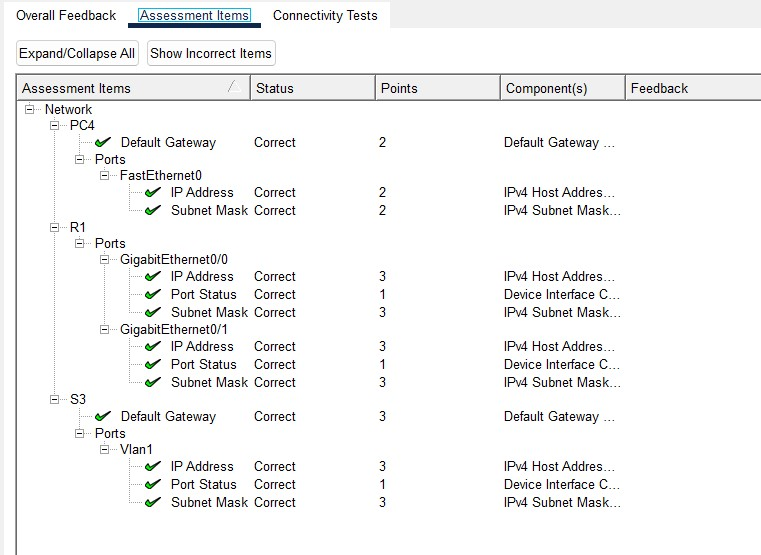 Overall Feedback Assessment Items Connectivity Tests
Expand/Collapse All Show Incorrect Items
Assessment Items Status Points Component(s) Feedback
Network
PC4
Default Gateway Correct 2 Default Gateway ...
Ports
FastEthernet0
IP Address Correct 2 IPv4 Host Addres...
Subnet Mask Correct 2 IPv4 Subnet Mask...
R1
Ports
GigabitEthernet0/0
IP Address Correct 3 IPv4 Host Addres...
Port Status Correct 1 Device Interface C...
Subnet Mask Correct 3 IPv4 Subnet Mask...
GigabitEthernet0/1
IP Address Correct 3 IPv4 Host Addres...
Port Status Correct 1 Device Interface C...
Subnet Mask Correct 3 IPv4 Subnet Mask...
S3
Default Gateway Correct 3 Default Gateway ...
Ports
Vlan1
IP Address Correct 3 IPv4 Host Addres...
Port Status Correct 1 Device Interface C...
Subnet Mask Correct 3 IPv4 Subnet Mask...